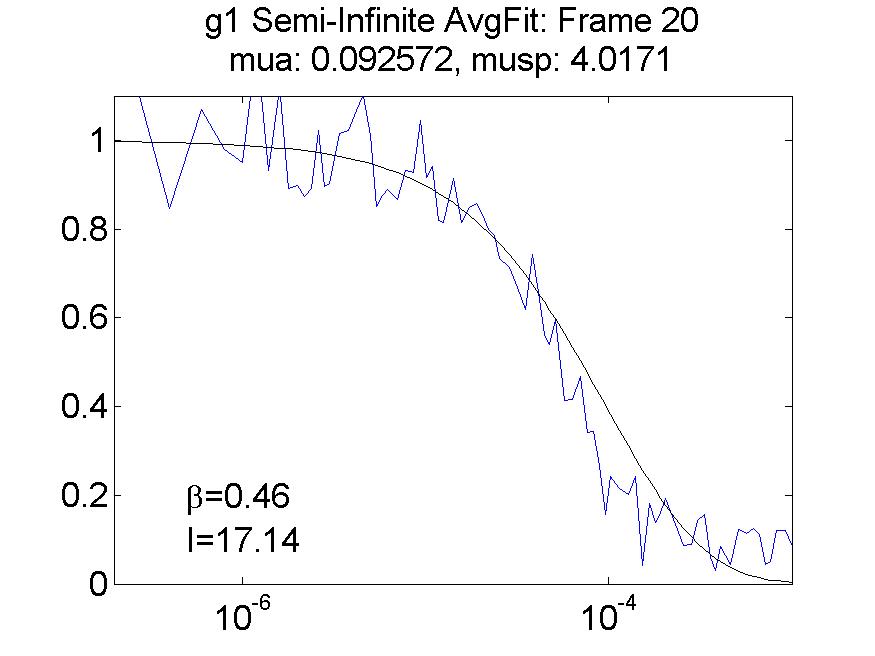 g1 Semi-Infinite AvgFit: Frame 20
mua: 0.092572, musp: 4.0171
1
0.8
0.6
0.4
0.2
0
β=0.46
I=17.14
10^-6
10^-4